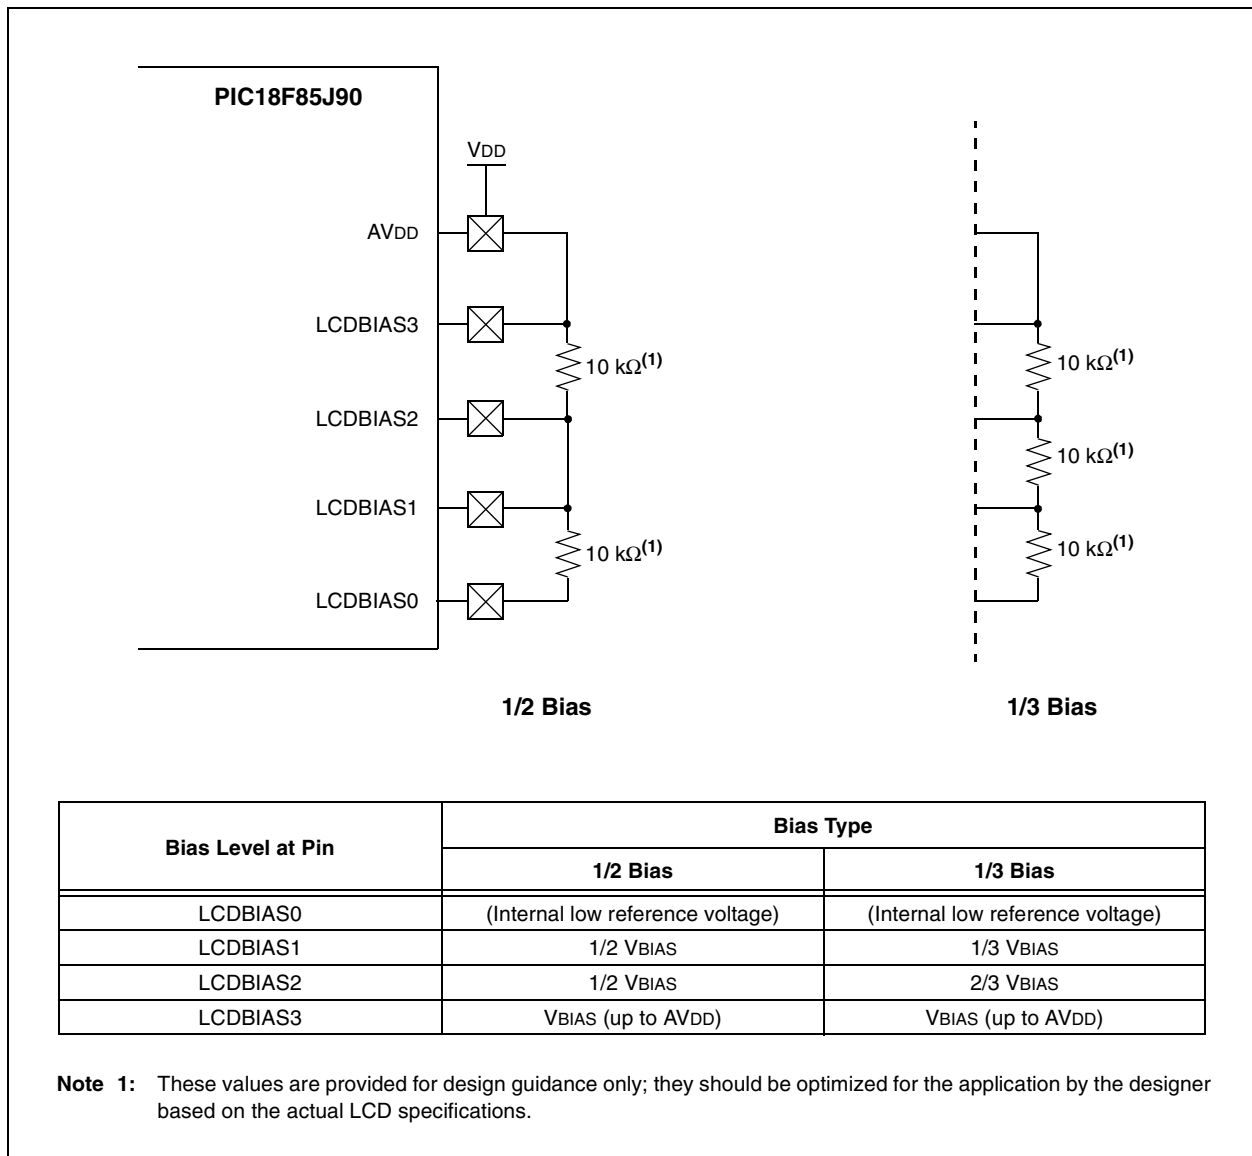 PIC18F85J90
VDD
AVDD
LCDBIAS3
10 kΩ(1)
LCDBIAS2
LCDBIAS1
10 kΩ(1)
LCDBIAS0
1/2 Bias
10 kΩ(1)
10 kΩ(1)
10 kΩ(1)
1/3 Bias
Bias Level at Pin
Bias Type
1/2 Bias
1/3 Bias
LCDBIAS0 (Internal low reference voltage) (Internal low reference voltage)
LCDBIAS1 1/2 VBIAS 1/3 VBIAS
LCDBIAS2 1/2 VBIAS 2/3 VBIAS
LCDBIAS3 VBIAS (up to AVDD) VBIAS (up to AVDD)
Note 1: These values are provided for design guidance only; they should be optimized for the application by the designer
based on the actual LCD specifications.